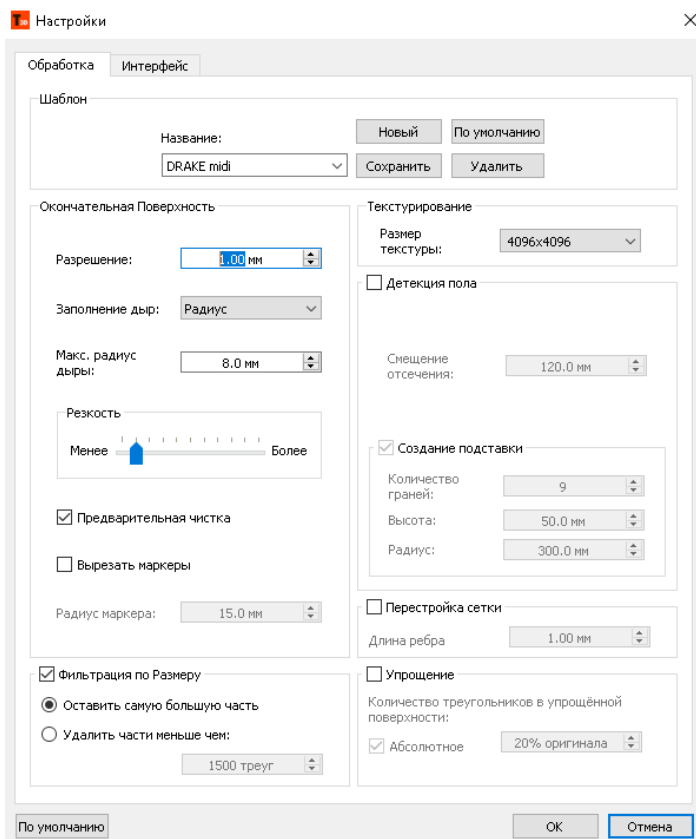 T3D Настройки
Обработка Интерфейс
Шаблон
Название:
Новый По умолчанию
DRAKE midi Сохранить Удалить
Окончательная Поверхность
Разрешение: 1.00 мм
Заполнение дыр: Радиус
Макс. радиус
дыры:
8.0 мм
Резкость
Менее Более
Предварительная чистка
Вырезать маркеры
Радиус маркера: 15.0 мм
Фильтрация по Размеру
Оставить самую большую часть
Удалить части меньше чем:
1500 треуг
Текстурирование
Размер
текстуры:
4096x4096
Детекция пола
Смещение
отсечения:
120.0 мм
Создание подставки
Количество
граней:
9
Высота: 50.0 мм
Радиус: 300.0 мм
Перестройка сетки
Длина ребра 1.00 мм
Упрощение
Количество треугольников в упрощённой
поверхности:
Абсолютное 20% оригинала
По умолчанию OK Отмена